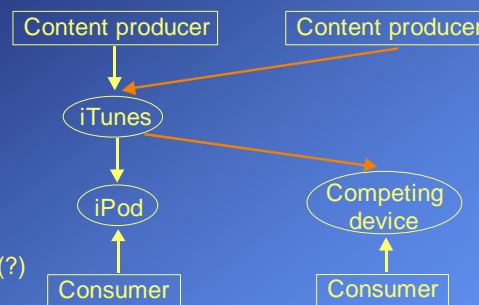 Content producer
Content producer
iTunes
iPod
Competing
device
(?)
Consumer
Consumer